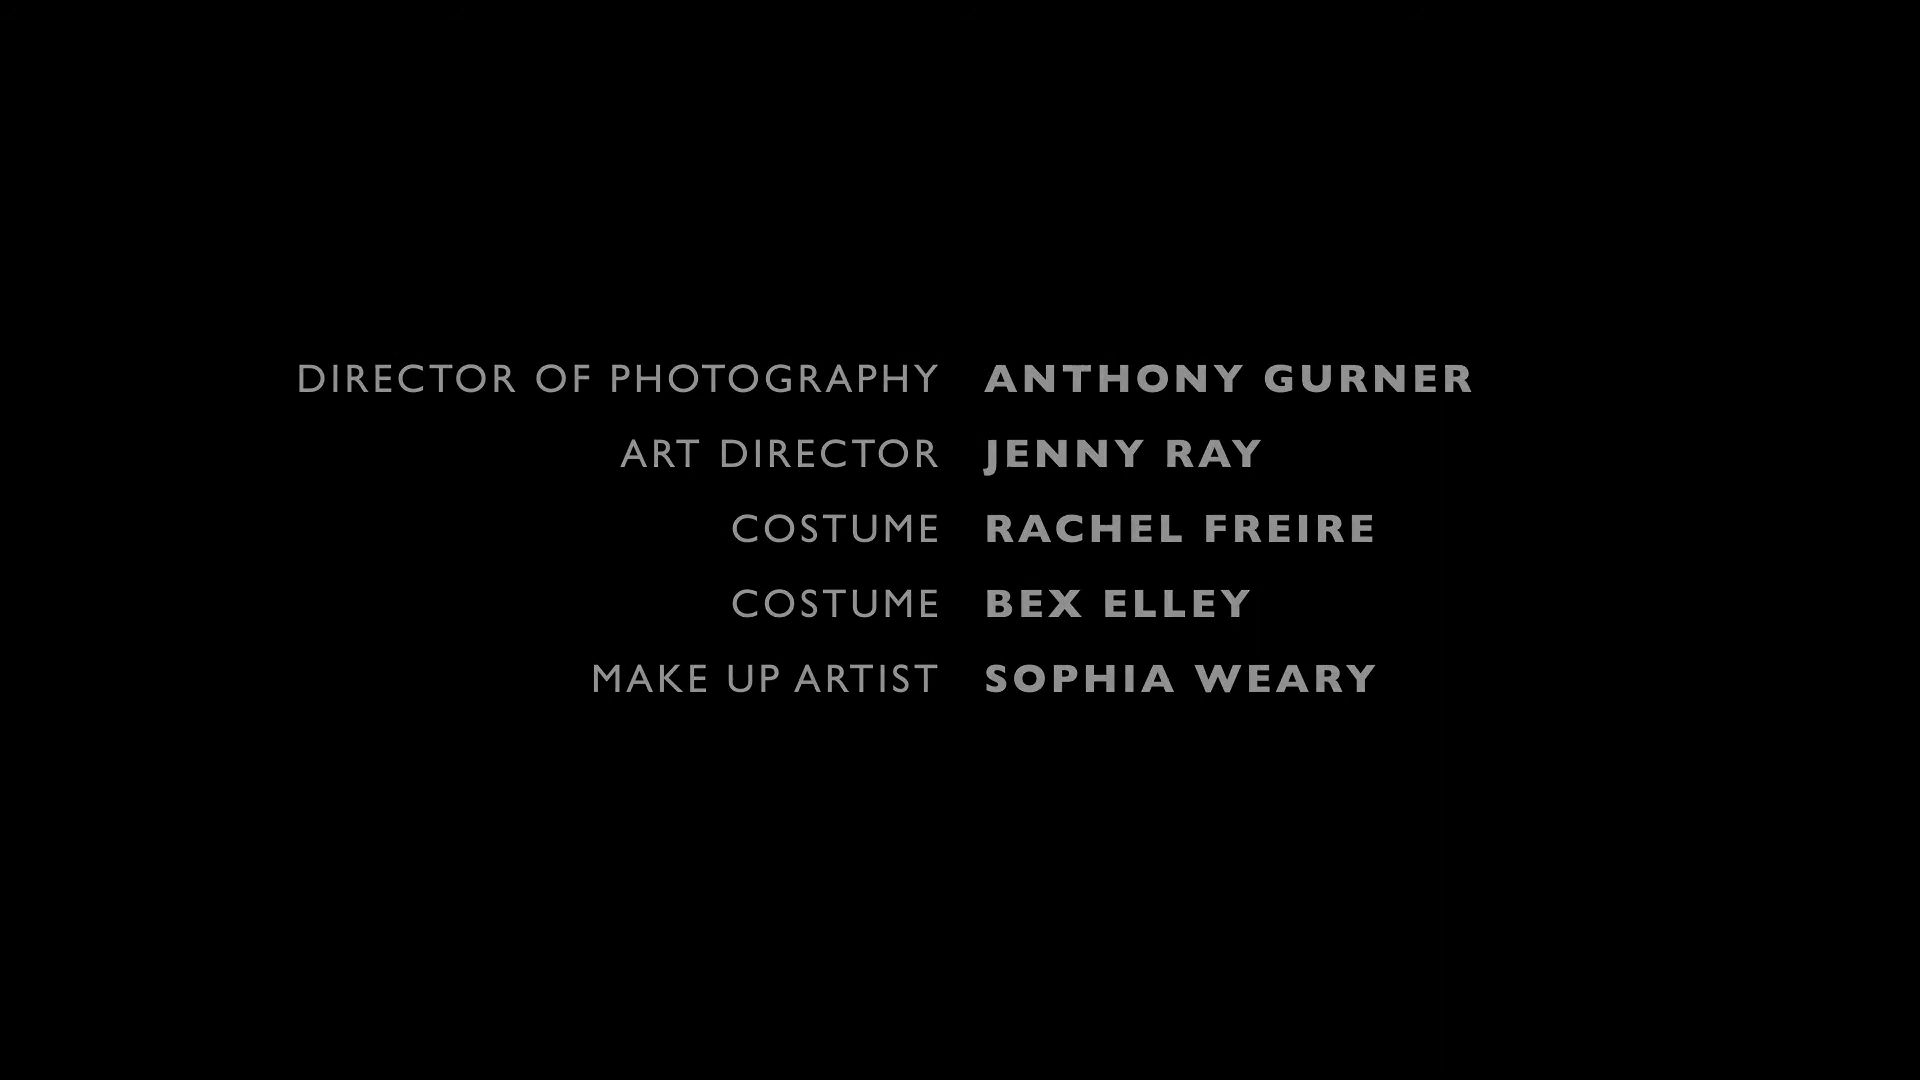 DIRECTOR OF PHOTOGRAPHY ANTHONY GURNER
ART DIRECTOR JENNY RAY
COSTUME RACHEL FREIRE
COSTUME BEX ELLEY
MAKE UP ARTIST SOPHIA WEARY